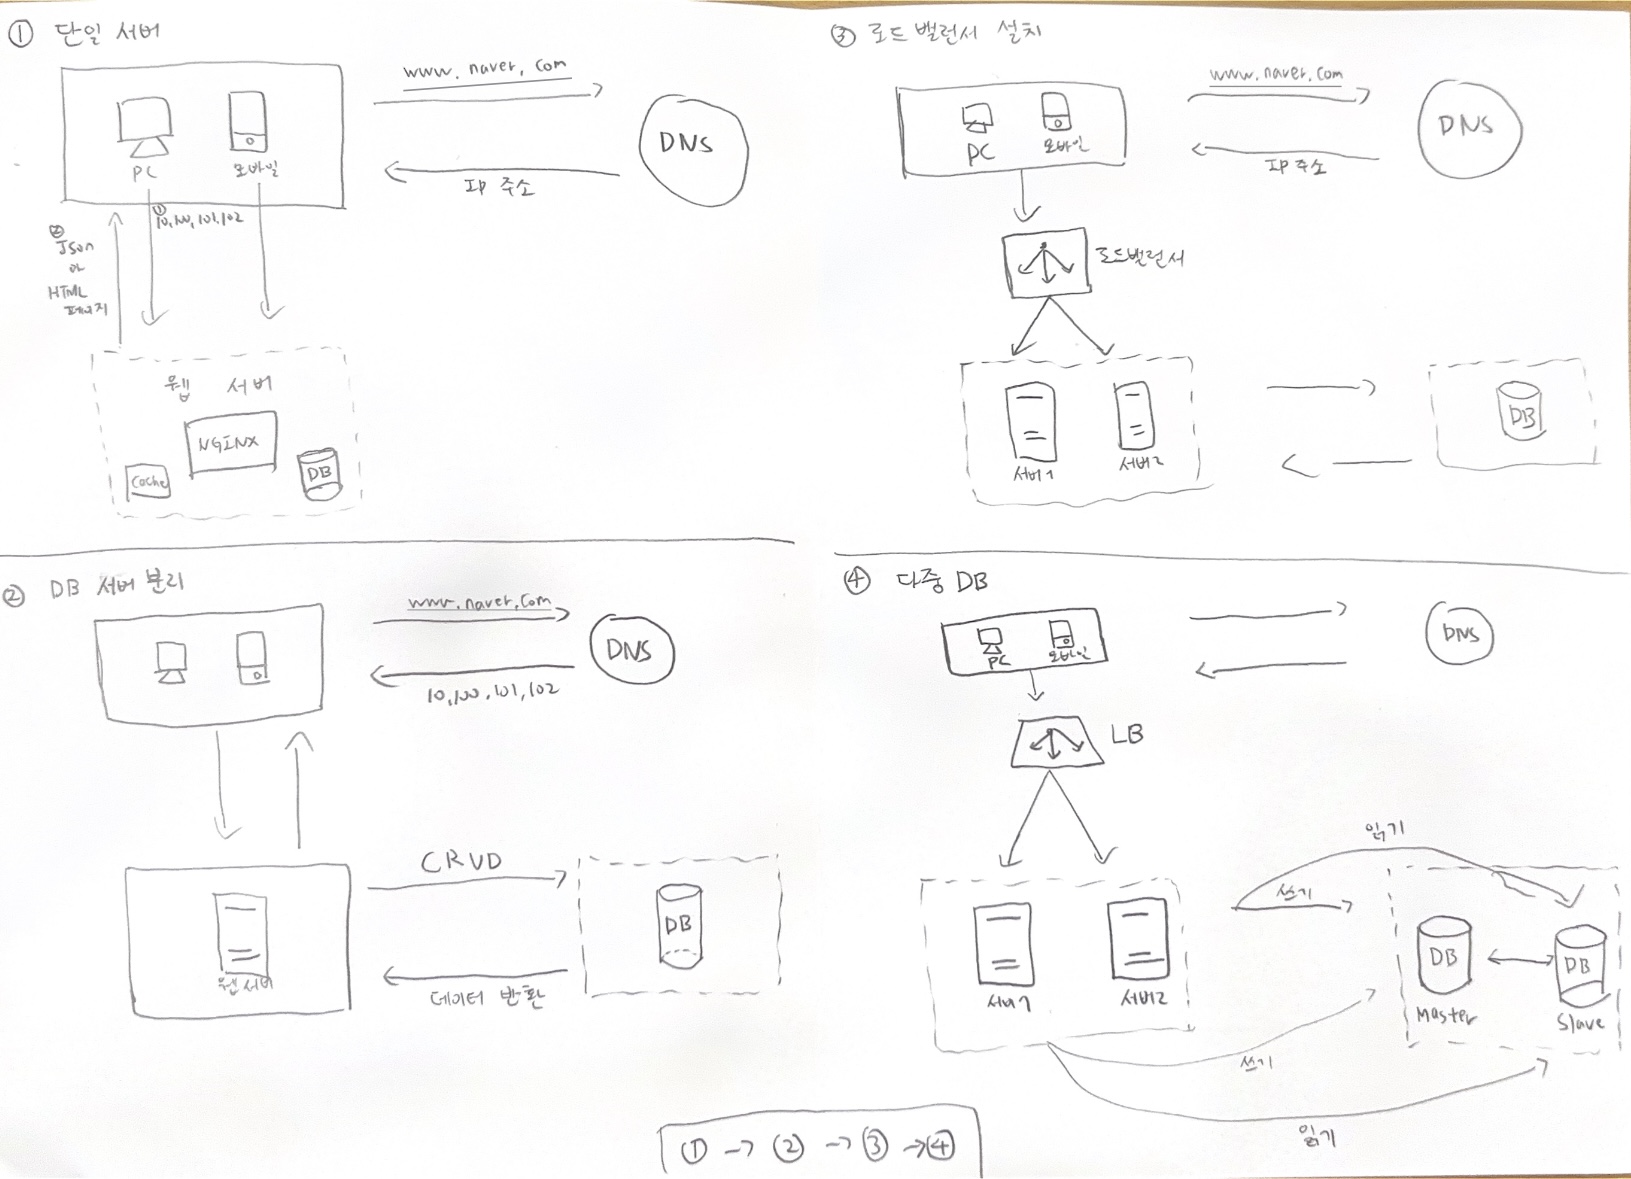 ① 단일 서버
www.naver.com
DNS
IP 주소
PC
모바일
①
10,100,101,102
②
Json
아
HTML
페이지
웹 서버
NGINX
Cache
DB
② DB 서버 분리
www.naver.com
DNS
10,100,101,102
CRUD
DB
데이터 반환
웹서버
③ 로드 밸런서 설치
www.naver.com
DNS
IP 주소
PC
모바일
로드밸런서
서버1
서버2
DB
④ 다중 DB
PC
모바일
DNS
LB
읽기
쓰기
DB
DB
Master
Slave
서버1
서버2
쓰기
읽기
① → ② → ③ → ④